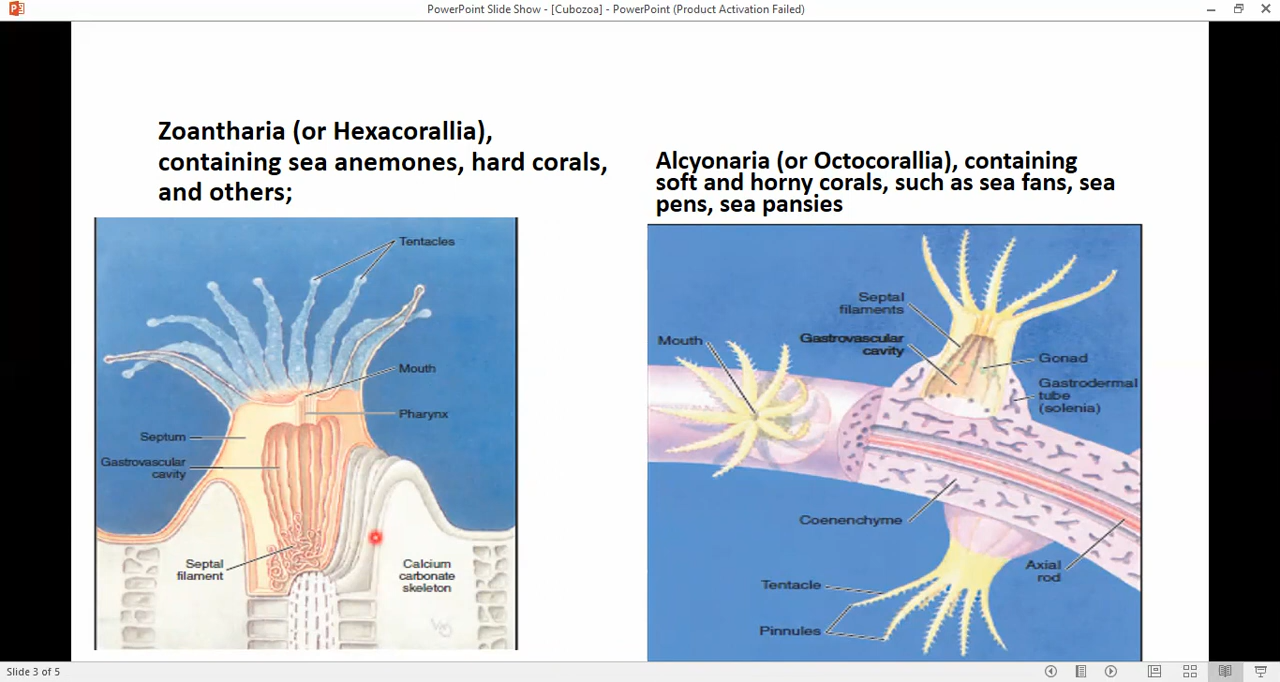 PowerPoint Slide Show - [Cubozoa] - PowerPoint (Product Activation Failed)
Zoantharia (or Hexacorallia),
containing sea anemones, hard corals,
and others;
Alcyonaria (or Octocorallia), containing
soft and horny corals, such as sea fans, sea
pens, sea pansies
Tentacles
Mouth
Pharynx
Septum
Gastrovascular
cavity
Septal
filament
Calcium
carbonate
skeleton
Septal
filaments
Mouth
Gastrovascular
cavity
Gonad
Gastrodermal
tube
(solenia)
Coenenchyme
Axial
rod
Tentacle
Pinnules
Slide 3 of 5